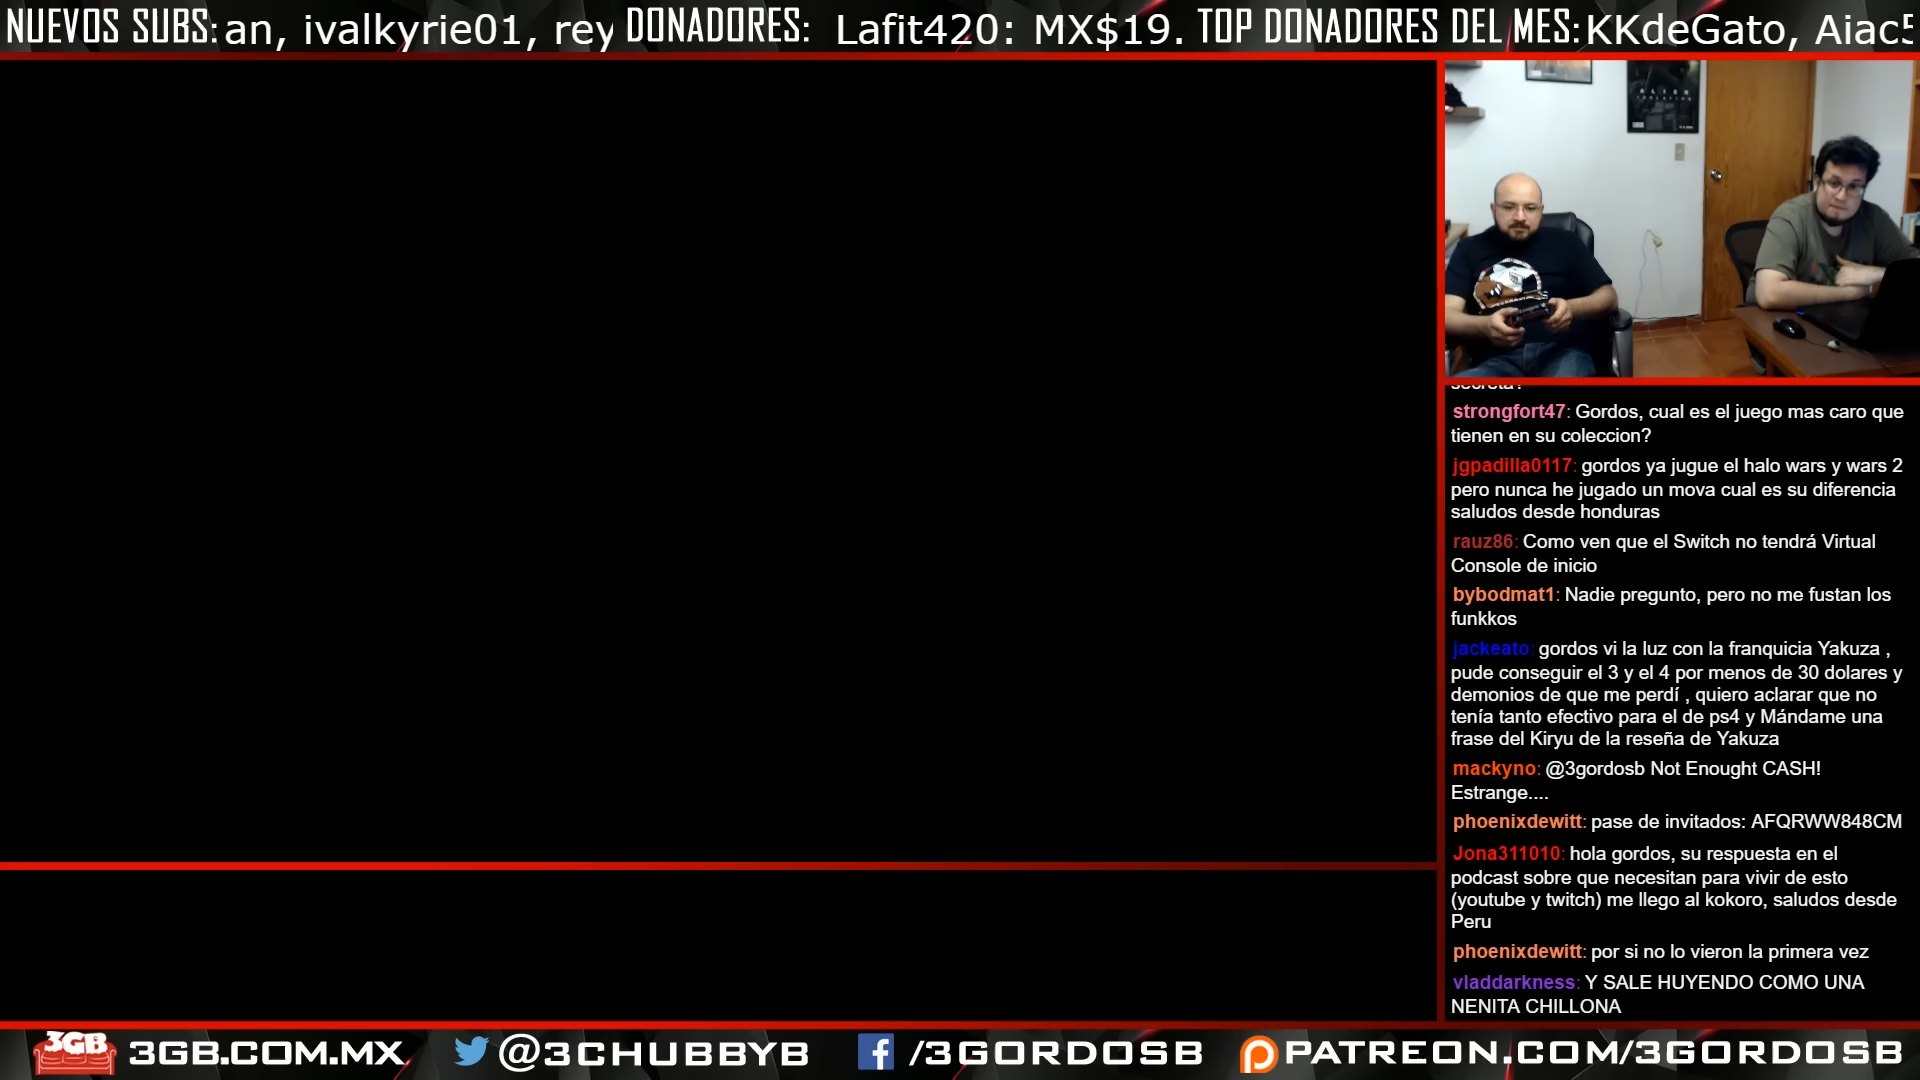 NUEVOS SUBS: an, ivalkyrie01, rey DONADORES: Lafit420: MX$19. TOP DONADORES DEL MES: KKdeGato, Aiac5
ALIEN
secreta?
strongfort47: Gordos, cual es el juego mas caro que
tienen en su coleccion?
jgpadilla0117: gordos ya jugue el halo wars y wars 2
pero nunca he jugado un mova cual es su diferencia
saludos desde honduras
rauz86: Como ven que el Switch no tendrá Virtual
Console de inicio
bybodmat1: Nadie pregunto, pero no me fustan los
funkkos
jackeato: gordos vi la luz con la franquicia Yakuza ,
pude conseguir el 3 y el 4 por menos de 30 dolares y
demonios de que me perdí , quiero aclarar que no
tenía tanto efectivo para el de ps4 y Mándame una
frase del Kiryu de la reseña de Yakuza
mackyno: @3gordosb Not Enought CASH!
Estrange....
phoenixdewitt: pase de invitados: AFQRWW848CM
Jona311010: hola gordos, su respuesta en el
podcast sobre que necesitan para vivir de esto
(youtube y twitch) me llego al kokoro, saludos desde
Peru
phoenixdewitt: por si no lo vieron la primera vez
vladdarkness: Y SALE HUYENDO COMO UNA
NENITA CHILLONA
3GB 3GB.COM.MX @3CHUBBYB /3GORDOSB PATREON.COM/3GORDOSB